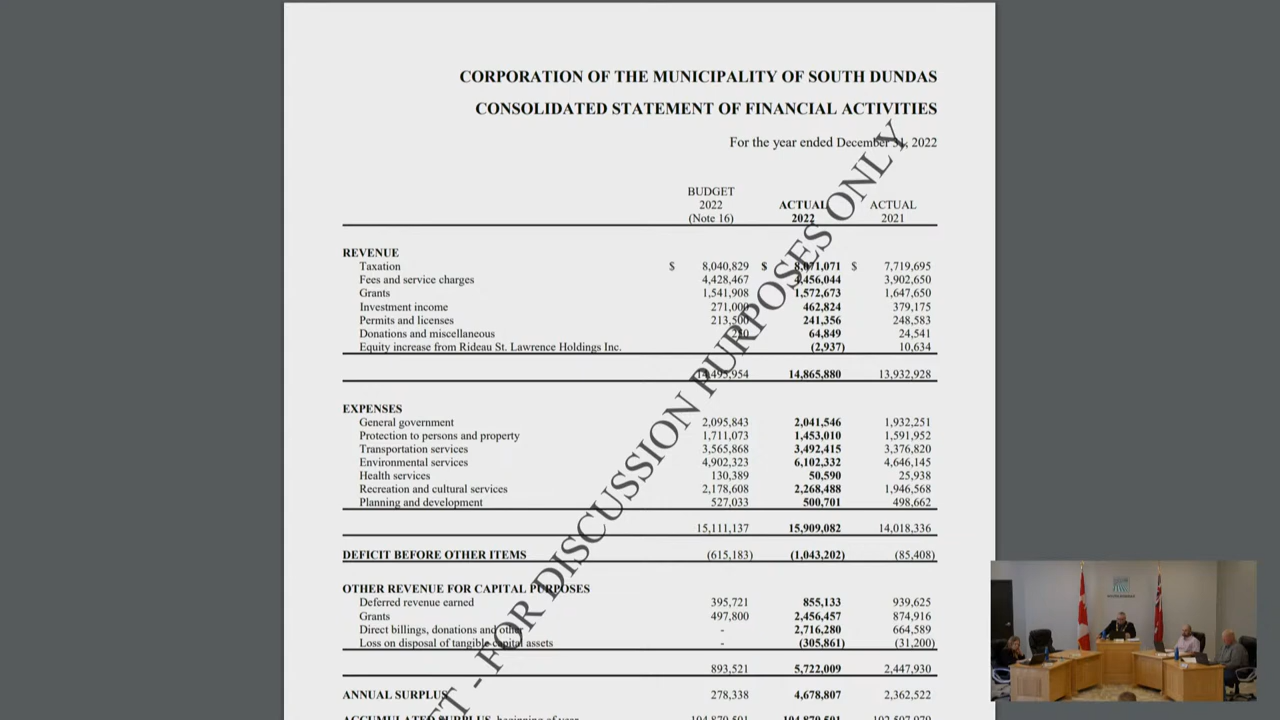 CORPORATION OF THE MUNICIPALITY OF SOUTH DUNDAS
CONSOLIDATED STATEMENT OF FINANCIAL ACTIVITIES
For the year ended December 31, 2022
BUDGET 2022 (Note 16) ACTUAL 2022 ACTUAL 2021
REVENUE
Taxation $ 8,040,829 $ 8,071,071 $ 7,719,695
Fees and service charges 4,428,467 4,456,044 3,902,650
Grants 1,541,908 1,572,673 1,647,650
Investment income 271,000 462,824 379,175
Permits and licenses 213,500 241,356 248,583
Donations and miscellaneous 64,849 24,541
Equity increase from Rideau St. Lawrence Holdings Inc. (2,937) 10,634
14,495,954 14,865,880 13,932,928
EXPENSES
General government 2,095,843 2,041,546 1,932,251
Protection to persons and property 1,711,073 1,453,010 1,591,952
Transportation services 3,565,868 3,492,415 3,376,820
Environmental services 4,902,323 6,102,332 4,646,145
Health services 130,389 50,590 25,938
Recreation and cultural services 2,178,608 2,268,488 1,946,568
Planning and development 527,033 500,701 498,662
15,111,137 15,909,082 14,018,336
DEFICIT BEFORE OTHER ITEMS (615,183) (1,043,202) (85,408)
OTHER REVENUE FOR CAPITAL PURPOSES
Deferred revenue earned 395,721 855,133 939,625
Grants 497,800 2,456,457 874,916
Direct billings, donations and other - 2,716,280 664,589
Loss on disposal of tangible capital assets - (305,861) (31,200)
893,521 5,722,009 2,447,930
ANNUAL SURPLUS 278,338 4,678,807 2,362,522
- FOR DISCUSSION PURPOSES ONLY